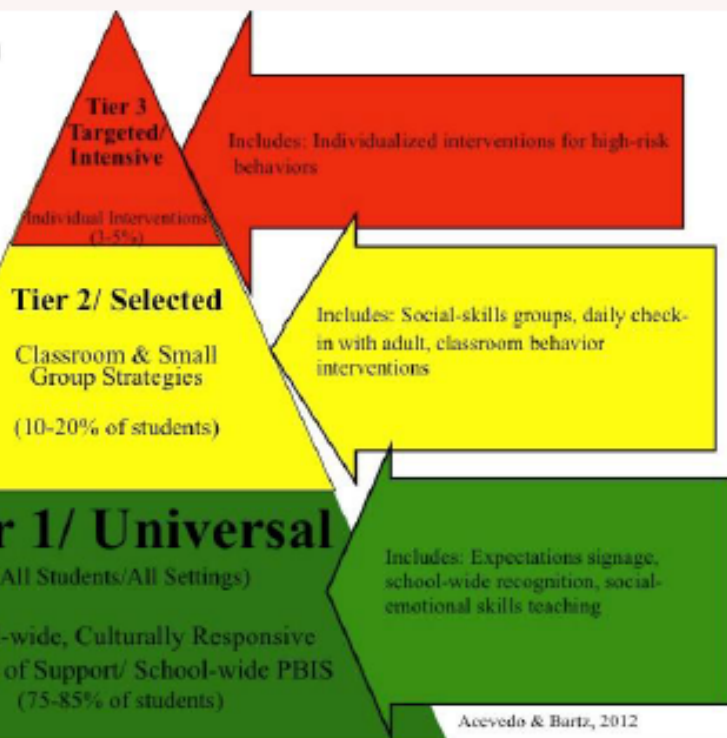 Tier 3
Targeted/
Intensive
Individual Interventions
(3-5%)
Includes: Individualized interventions for high-risk
behaviors
Tier 2/ Selected
Classroom & Small
Group Strategies
(10-20% of students)
Includes: Social-skills groups, daily check-
in with adult, classroom behavior
interventions
r 1/ Universal
All Students/All Settings)
-wide, Culturally Responsive
of Support/ School-wide PBIS
(75-85% of students)
Includes: Expectations signage,
school-wide recognition, social-
emotional skills teaching
Acevedo & Bartz, 2012